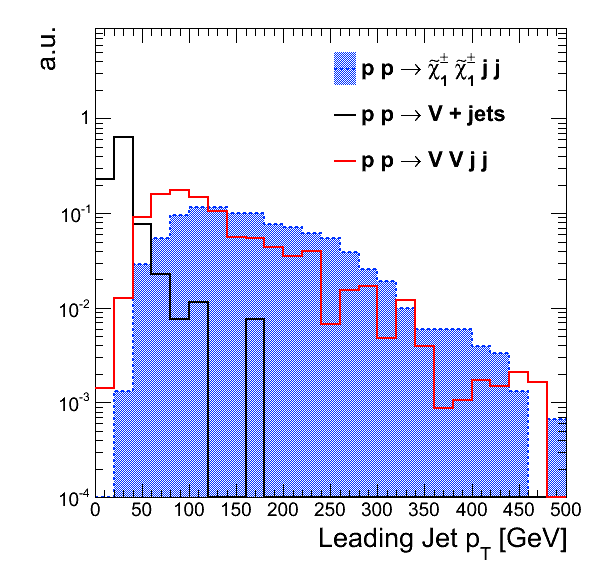 a.u.
p p → χ̃₁± χ̃₁± j j
p p → V + jets
p p → V V j j
1
10⁻¹
10⁻²
10⁻³
10⁻⁴
0 50 100 150 200 250 300 350 400 450 500
Leading Jet p_T [GeV]